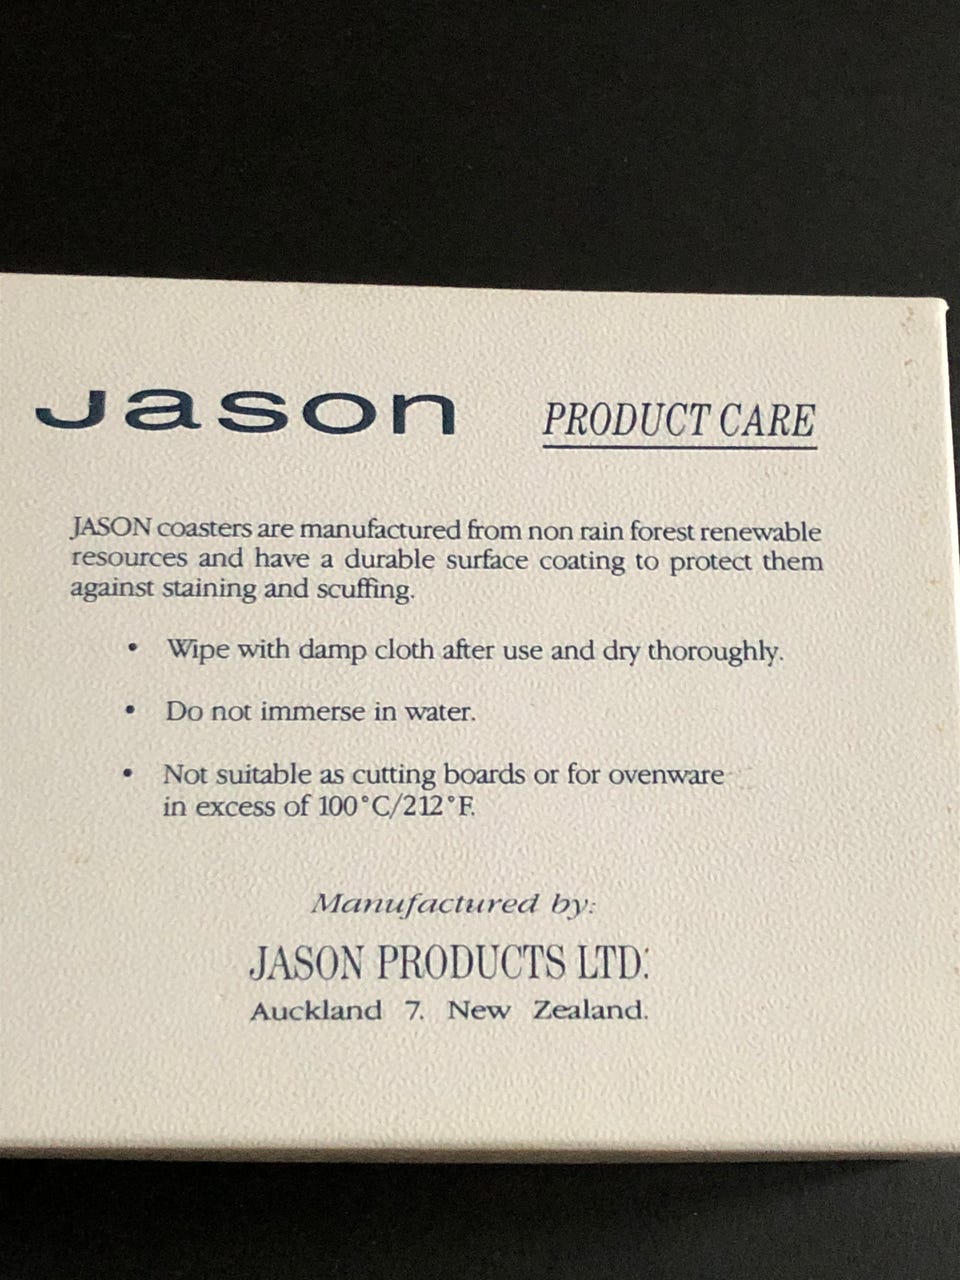 Jason PRODUCT CARE
JASON coasters are manufactured from non rain forest renewable
resources and have a durable surface coating to protect them
against staining and scuffing.
• Wipe with damp cloth after use and dry thoroughly.
• Do not immerse in water.
• Not suitable as cutting boards or for ovenware
in excess of 100°C/212°F.
Manufactured by:
JASON PRODUCTS LTD.
Auckland 7. New Zealand.